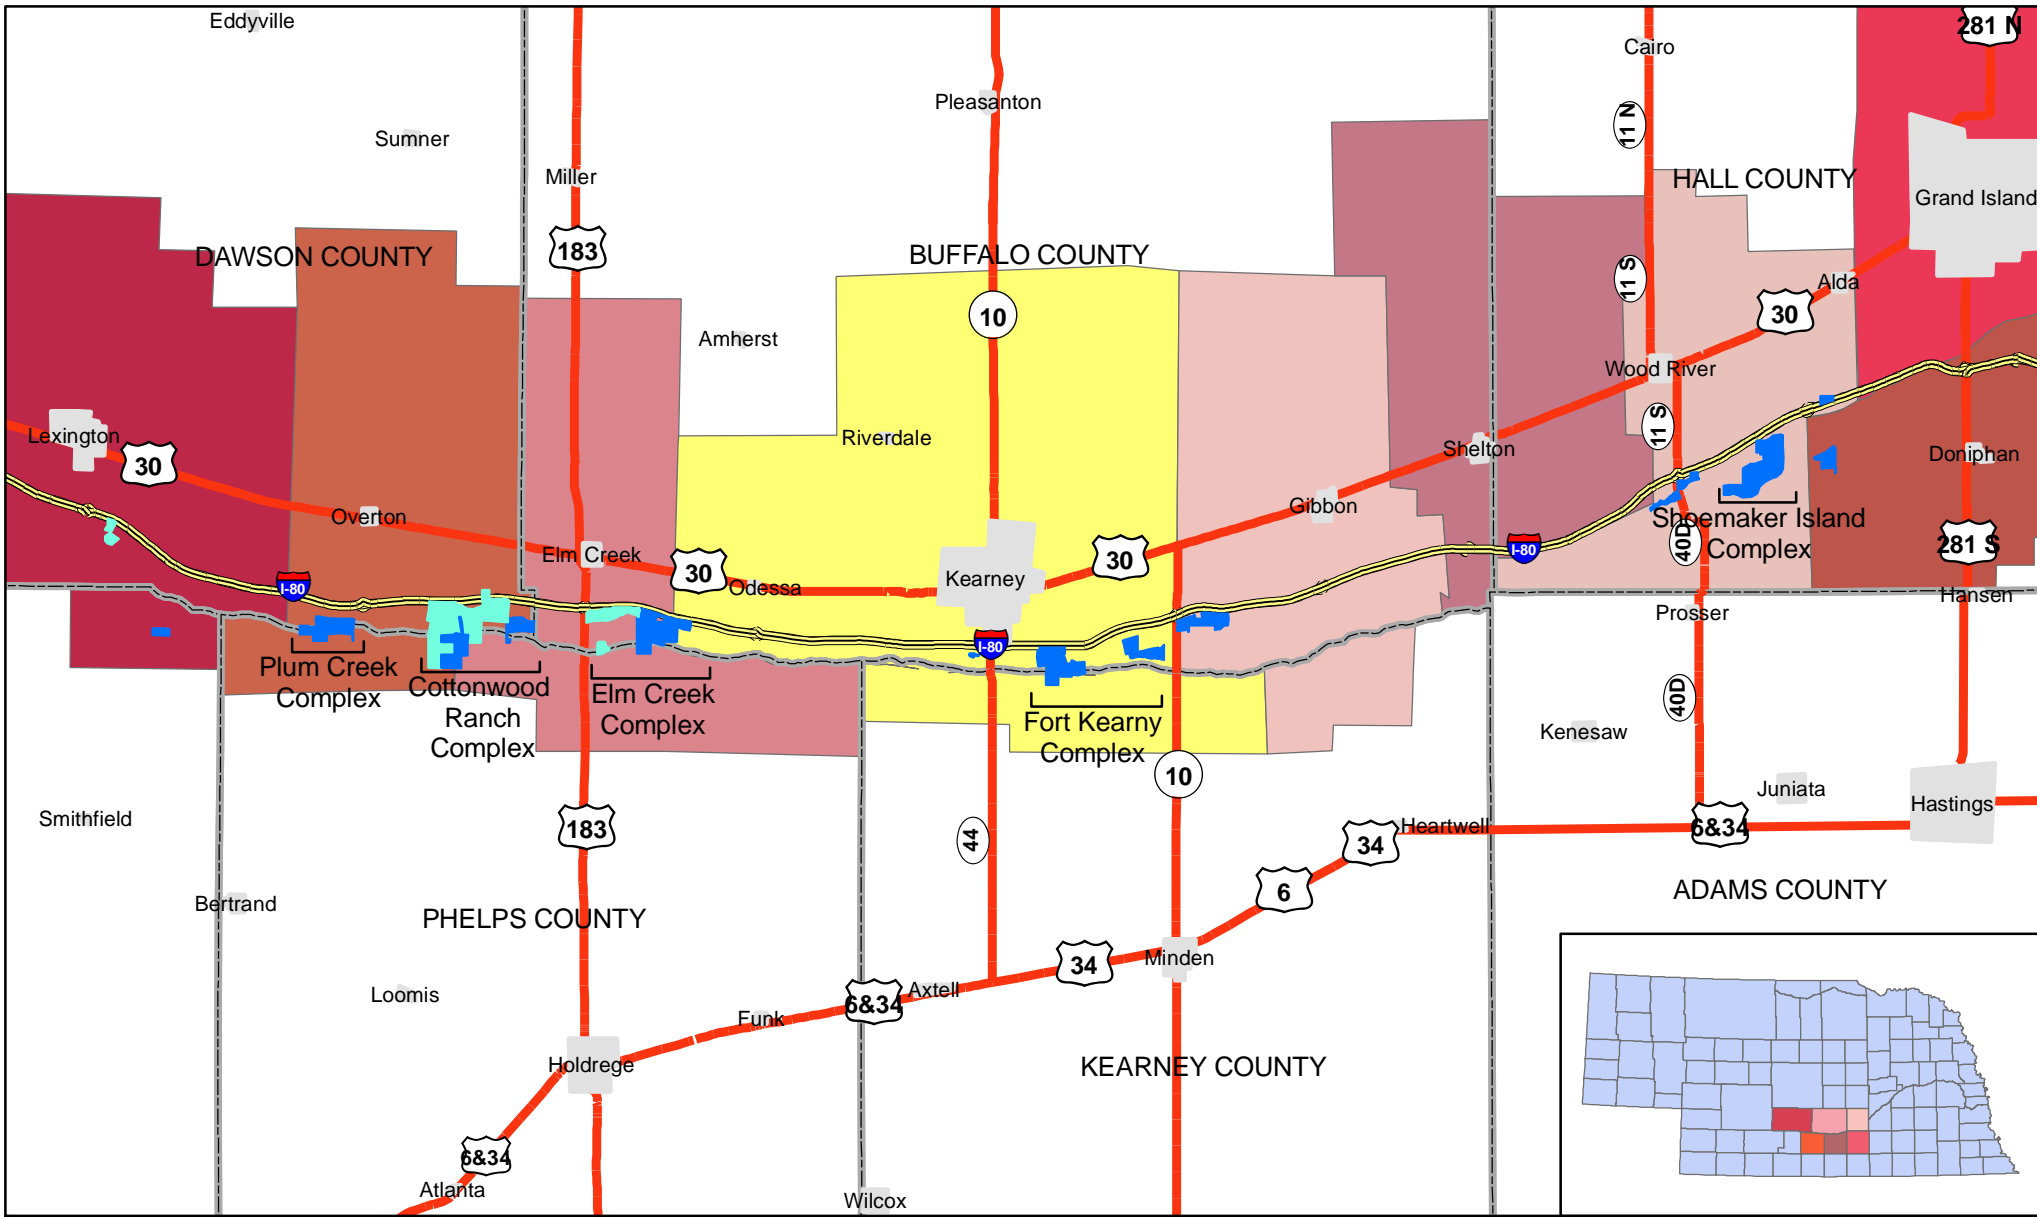 Eddyville
281 N
Cairo
Pleasanton
11 N
Sumner
Miller
HALL COUNTY
Grand Island
183
DAWSON COUNTY
BUFFALO COUNTY
11 S
Alda
10
30
Amherst
Wood River
11 S
Lexington
30
Riverdale
Shelton
Doniphan
Overton
Gibbon
Shoemaker Island
Complex
40D
281 S
I-80
Elm Creek
30
30
Kearney
I-80
Odessa
Hansen
Prosser
I-80
Plum Creek
Complex
Cottonwood
Ranch
Complex
Elm Creek
Complex
Fort Kearny
Complex
40D
Kenesaw
10
Juniata
Hastings
Smithfield
183
44
34
Heartwell
6&34
6
ADAMS COUNTY
Bertrand
PHELPS COUNTY
34
Minden
Loomis
6&34
Axtell
Funk
Holdrege
KEARNEY COUNTY
6&34
Atlanta
Wilcox